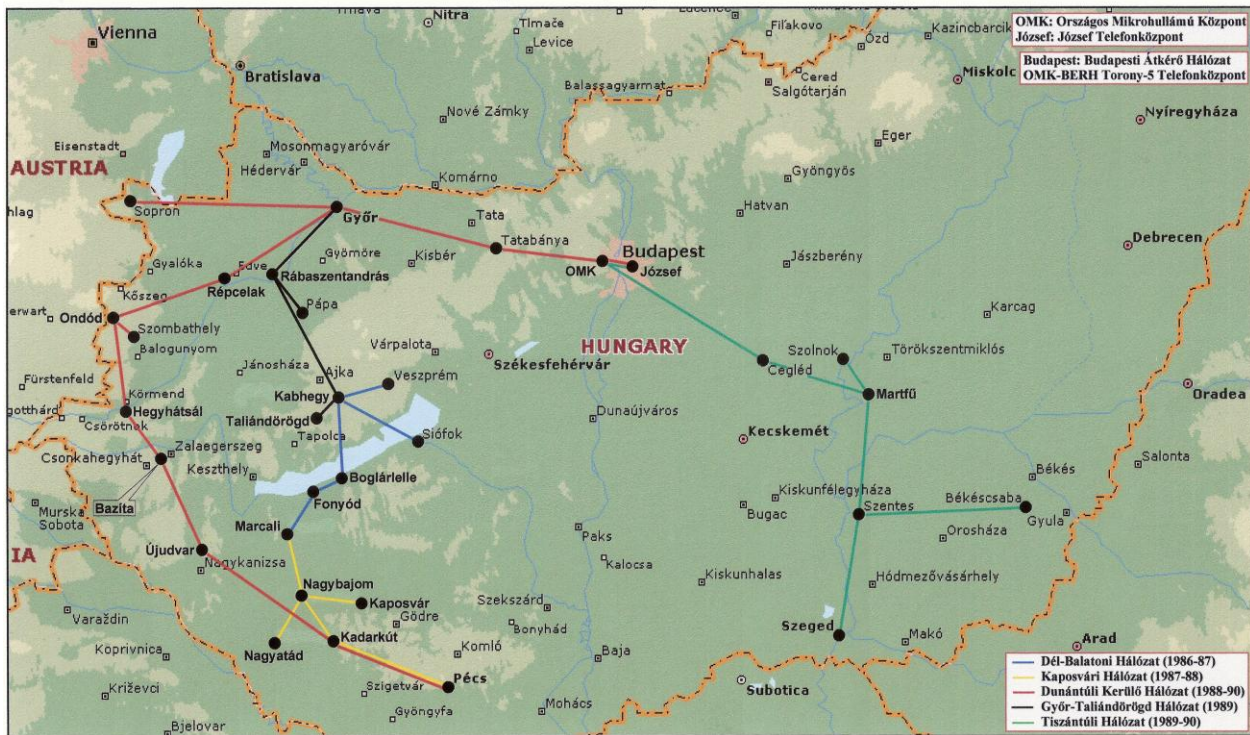 Vienna
Bratislava
Nitra
Tlmače
Levice
Fiľakovo
Ózd
Kazincbarcik
OMK: Országos Mikrohullámú Központ
József: József Telefonközpont
Budapest: Budapesti Átkérő Hálózat
OMK-BERH Torony-5 Telefonközpont
Cered
Salgótarján
Miskolc
Balassagyarmat
Nové Zámky
Nyíregyháza
Eisenstadt
Mosonmagyaróvár
Hédervár
Eger
AUSTRIA
Komárno
Gyöngyös
Sopron
Győr
Tata
Hatvan
Tatabánya
Budapest
Debrecen
hlag
Gyalóka
Gyömöre
Kisbér
OMK
József
Jászberény
Rábaszentandrás
Répcelak
Kőszeg
Pápa
Karcag
erwart
Ondód
Szombathely
Balogunyom
Várpalota
Székesfehérvár
HUNGARY
Szolnok
Törökszentmiklós
Cegléd
Jánosháza
Ajka
Veszprém
Fürstenfeld
Körmend
Kabhegy
Martfű
Oradea
gotthárd
Hegyhátsál
Csörötnek
Taliándörögd
Dunaújváros
Tapolca
Siófok
Kecskemét
Zalaegerszeg
Csonkahegyhát
Keszthely
Boglárlelle
Békés
Salonta
Bazita
Fonyód
Kiskunfélegyháza
Békéscsaba
Murska
Sobota
Bugac
Szentes
Gyula
Marcali
Paks
Orosháza
IA
Újudvar
Nagykanizsa
Kalocsa
Nagybajom
Kiskunhalas
Hódmezővásárhely
Kaposvár
Szekszárd
Varaždin
Gödre
Bonyhád
Szeged
Makó
Arad
Nagyatád
Kadarkút
Komló
Baja
Koprivnica
Pécs
Subotica
Križevci
Szigetvár
Gyöngyfa
Mohács
Bjelovar
Dél-Balatoni Hálózat (1986-87)
Kaposvári Hálózat (1987-88)
Dunántúli Kerülő Hálózat (1988-90)
Győr-Taliándörögd Hálózat (1989)
Tiszántúli Hálózat (1989-90)